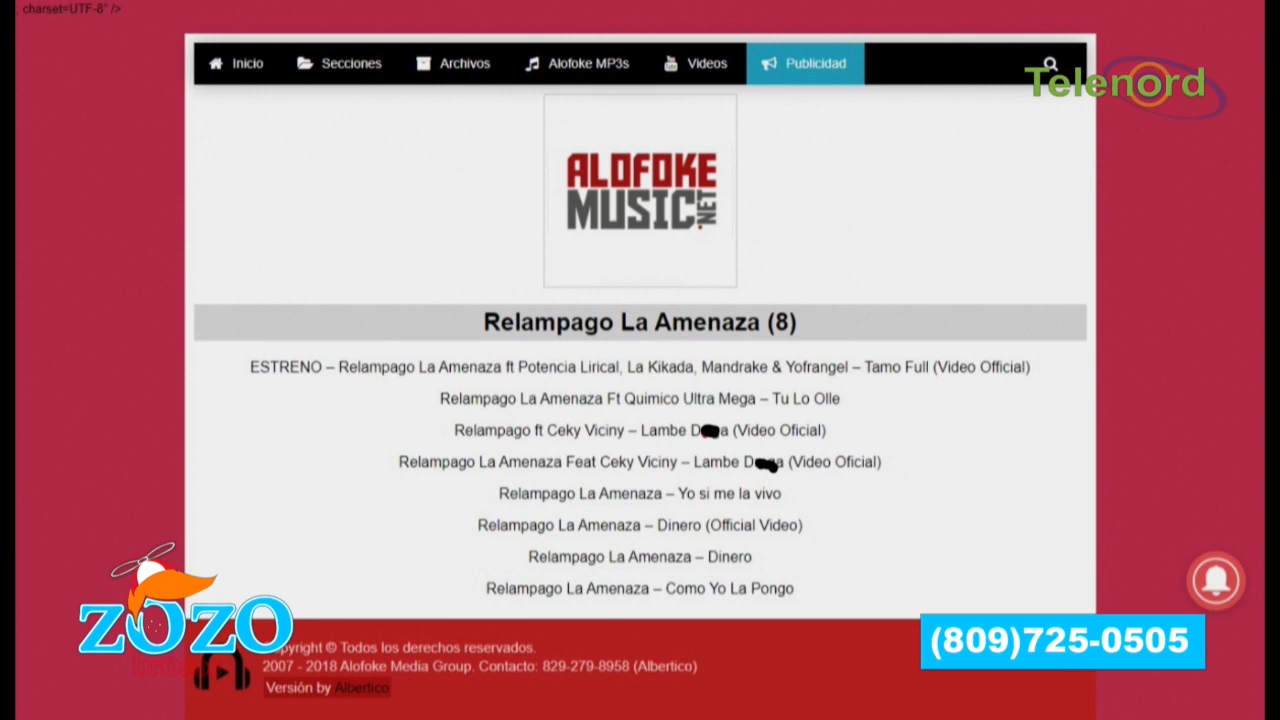 ; charset=UTF-8" />
Inicio Secciones Archivos Alofoke MP3s Videos Publicidad
Telenord
ALOFOKE
MUSIC.NET
Relampago La Amenaza (8)
ESTRENO – Relampago La Amenaza ft Potencia Lirical, La Kikada, Mandrake & Yofrangel – Tamo Full (Video Official)
Relampago La Amenaza Ft Quimico Ultra Mega – Tu Lo Olle
Relampago ft Ceky Viciny – Lambe D a (Video Oficial)
Relampago La Amenaza Feat Ceky Viciny – Lambe D a (Video Oficial)
Relampago La Amenaza – Yo si me la vivo
Relampago La Amenaza – Dinero (Official Video)
Relampago La Amenaza – Dinero
Relampago La Amenaza – Como Yo La Pongo
ZOZO
(809)725-0505
Copyright © Todos los derechos reservados.
2007 - 2018 Alofoke Media Group. Contacto: 829-279-8958 (Albertico)
Versión by Albertico